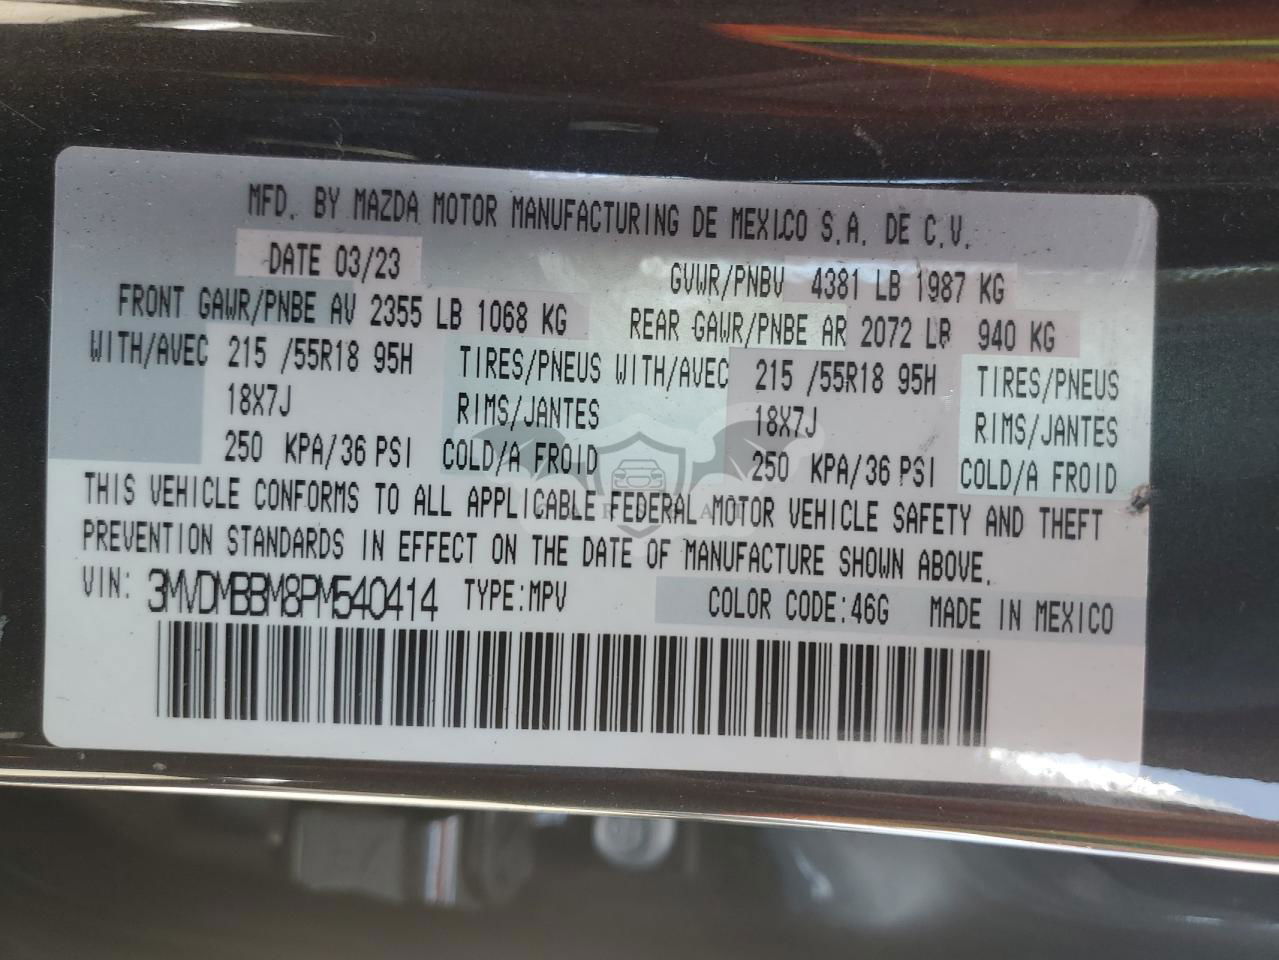 MFD. BY MAZDA MOTOR MANUFACTURING DE MEXICO S.A. DE C.V.
DATE 03/23 GVWR/PNBV 4381 LB 1987 KG
FRONT GAWR/PNBE AV 2355 LB 1068 KG REAR GAWR/PNBE AR 2072 LB 940 KG
WITH/AVEC 215 /55R18 95H TIRES/PNEUS WITH/AVEC 215 /55R18 95H TIRES/PNEUS
18X7J RIMS/JANTES 18X7J RIMS/JANTES
250 KPA/36 PSI COLD/A FROID 250 KPA/36 PSI COLD/A FROID
THIS VEHICLE CONFORMS TO ALL APPLICABLE FEDERAL MOTOR VEHICLE SAFETY AND THEFT
PREVENTION STANDARDS IN EFFECT ON THE DATE OF MANUFACTURE SHOWN ABOVE.
VIN: 3MVDMBBM8PM540414 TYPE:MPV COLOR CODE:46G MADE IN MEXICO